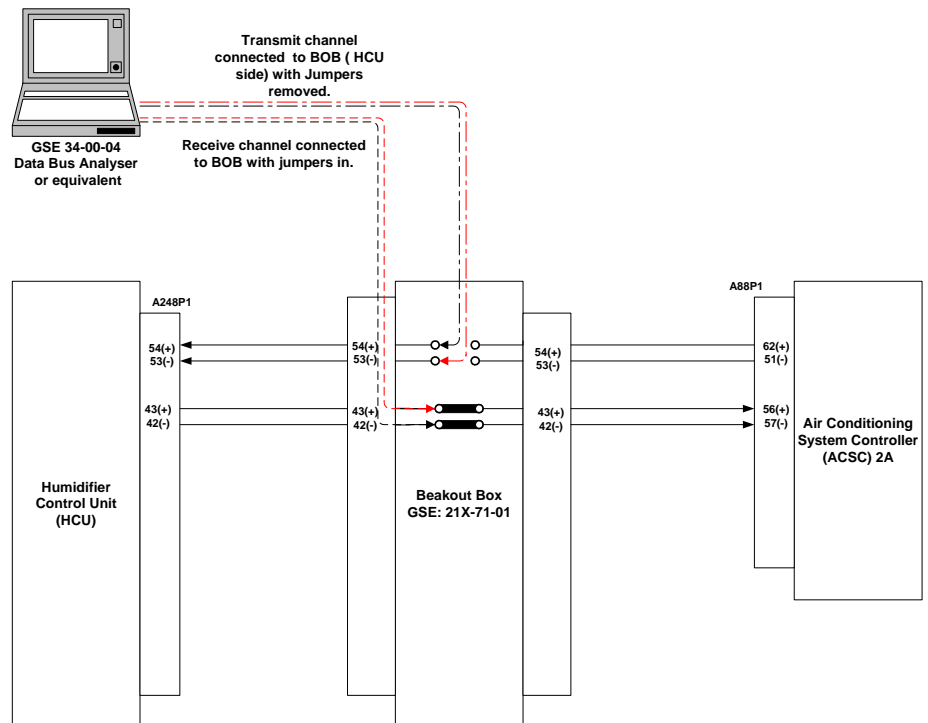 Transmit channel
connected to BOB ( HCU
side) with Jumpers
removed.
Receive channel connected
to BOB with jumpers in.
GSE 34-00-04
Data Bus Analyser
or equivalent
A248P1
A88P1
54(+)
53(-)
54(+)
53(-)
54(+)
53(-)
62(+)
51(-)
43(+)
42(-)
43(+)
42(-)
43(+)
42(-)
56(+)
57(-)
Humidifier
Control Unit
(HCU)
Beakout Box
GSE: 21X-71-01
Air Conditioning
System Controller
(ACSC) 2A